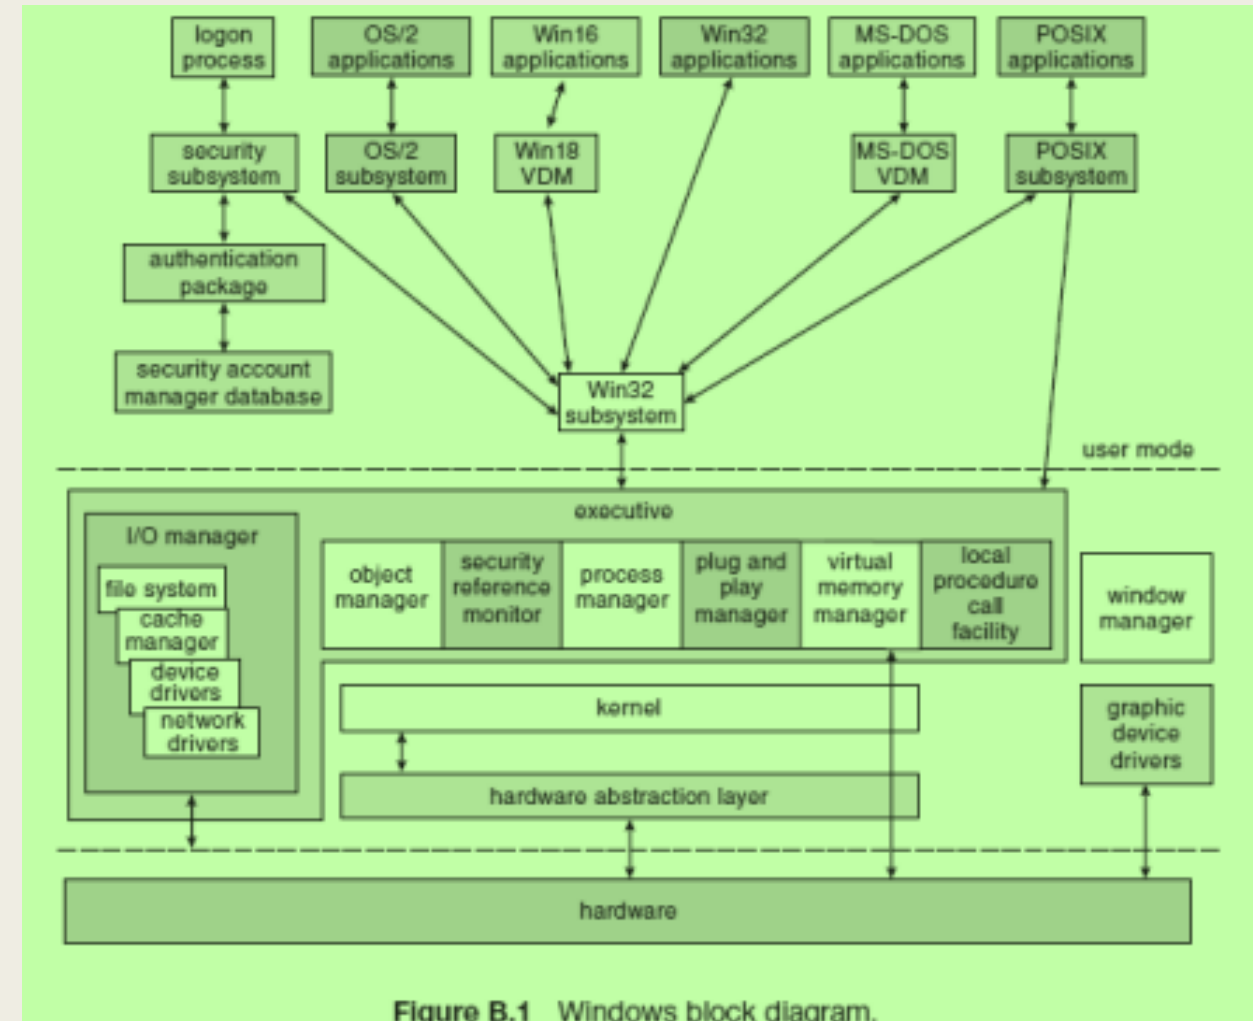 logon
process
OS/2
applications
Win16
applications
Win32
applications
MS-DOS
applications
POSIX
applications
security
subsystem
OS/2
subsystem
Win18
VDM
MS-DOS
VDM
POSIX
subsystem
authentication
package
security account
manager database
Win32
subsystem
user mode
executive
I/O manager
file system
cache
manager
device
drivers
network
drivers
object
manager
security
reference
monitor
process
manager
plug and
play
manager
virtual
memory
manager
local
procedure
call
facility
window
manager
kernel
graphic
device
drivers
hardware abstraction layer
hardware
Figure B.1 Windows block diagram.